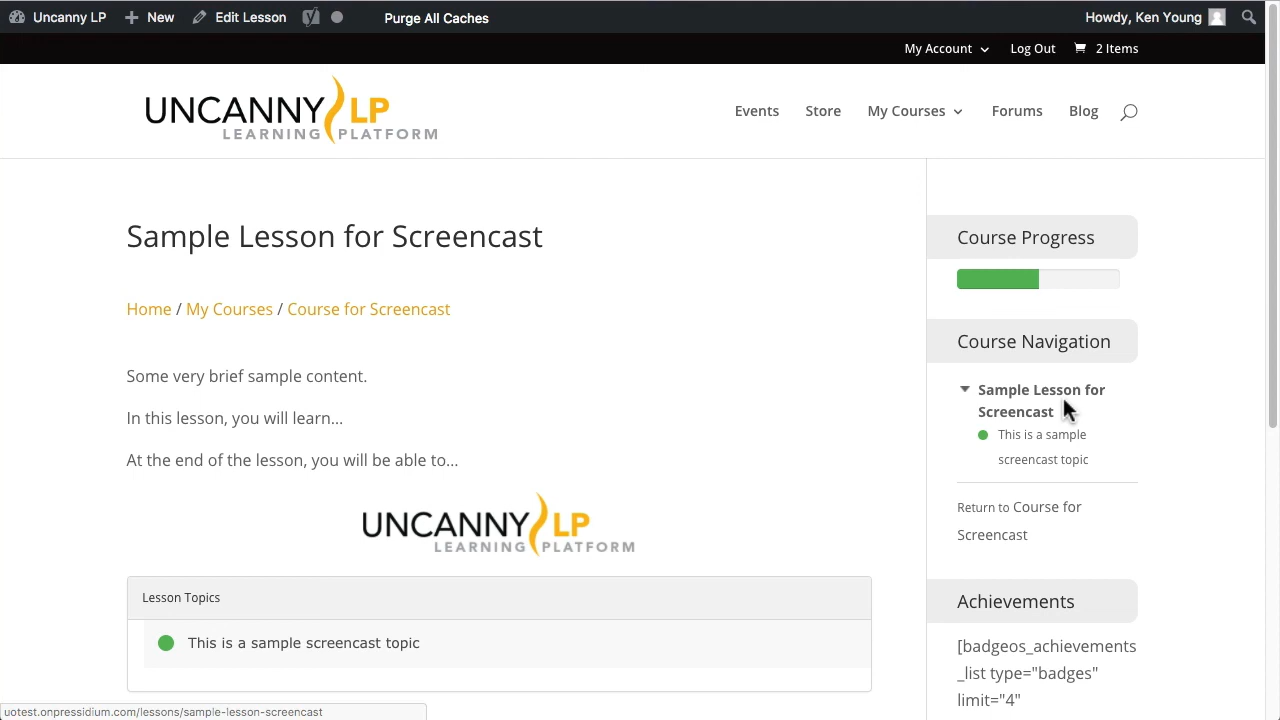 Uncanny LP New Edit Lesson Purge All Caches Howdy, Ken Young
My Account Log Out 2 Items
UNCANNY LP
LEARNING PLATFORM
Events Store My Courses Forums Blog
Sample Lesson for Screencast
Home / My Courses / Course for Screencast
Some very brief sample content.
In this lesson, you will learn...
At the end of the lesson, you will be able to...
UNCANNY LP
LEARNING PLATFORM
Lesson Topics
This is a sample screencast topic
Course Progress
Course Navigation
Sample Lesson for
Screencast
This is a sample
screencast topic
Return to Course for
Screencast
Achievements
[badgeos_achievements
_list type="badges"
limit="4"
uotest.onpressidium.com/lessons/sample-lesson-screencast